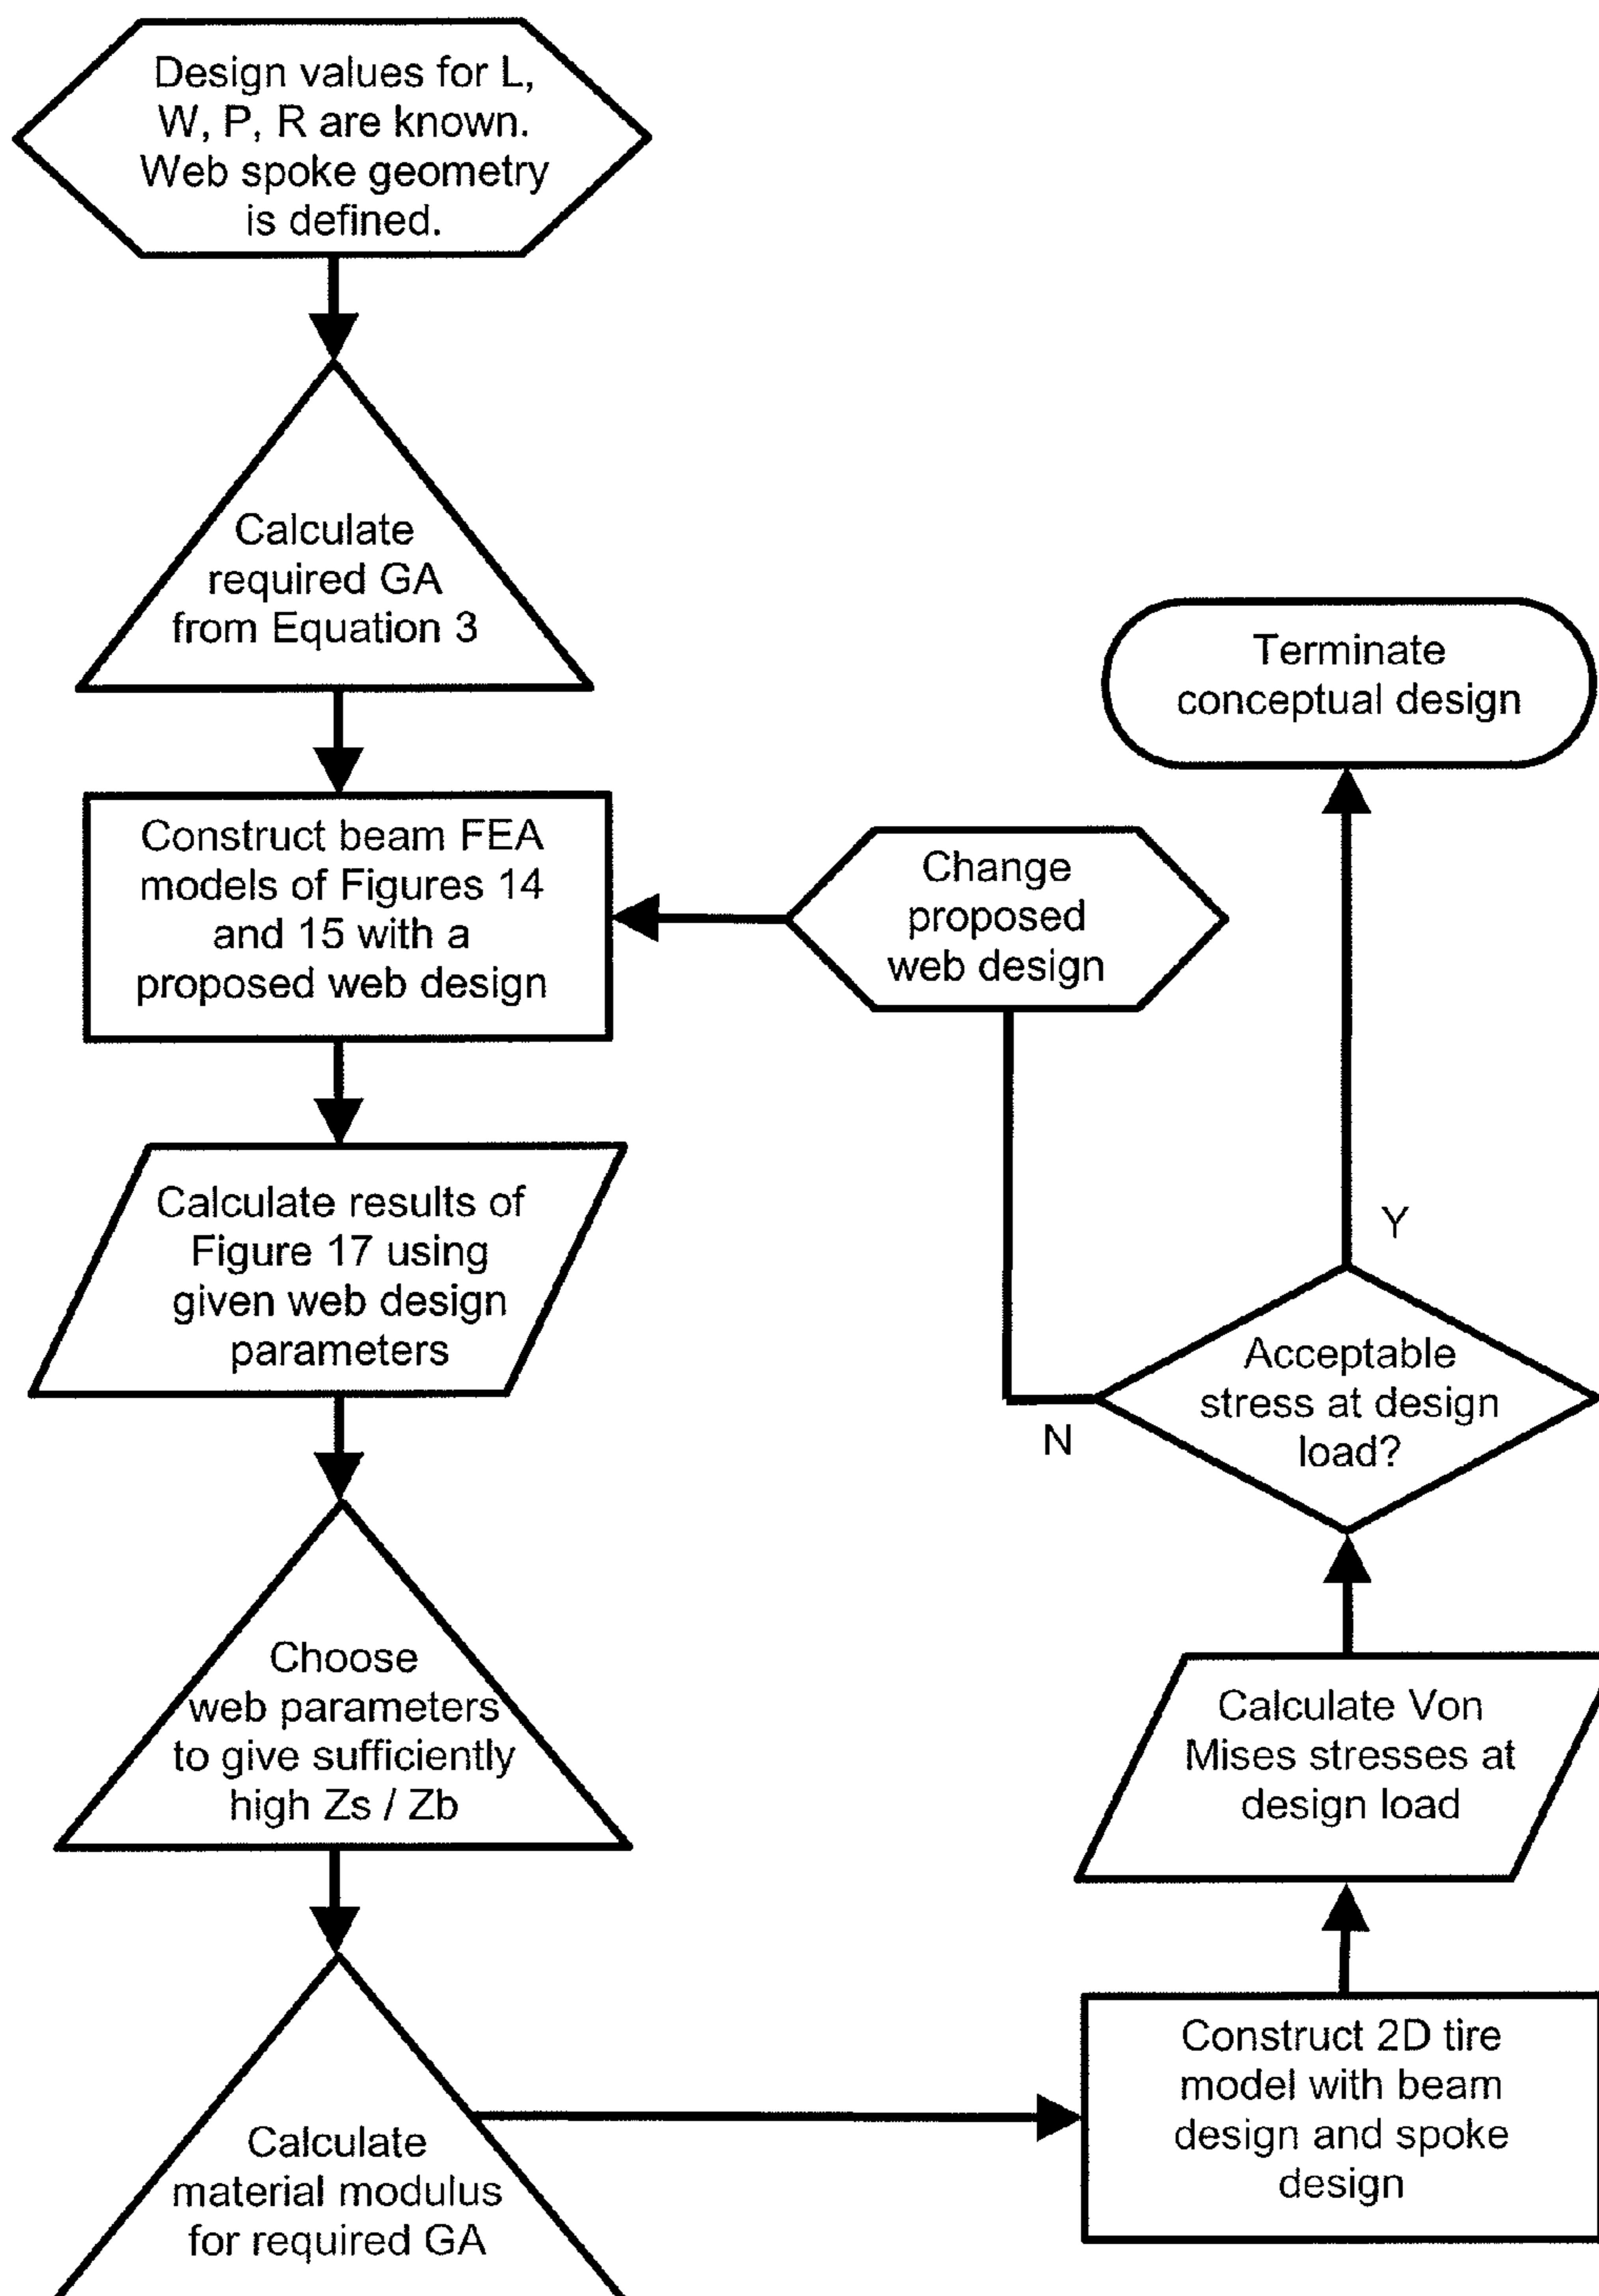 Design values for L,
W, P, R are known.
Web spoke geometry
is defined.
Calculate
required GA
from Equation 3
Construct beam FEA
models of Figures 14
and 15 with a
proposed web design
Calculate results of
Figure 17 using
given web design
parameters
Choose
web parameters
to give sufficiently
high Zs / Zb
Calculate
material modulus
for required GA
Construct 2D tire
model with beam
design and spoke
design
Calculate Von
Mises stresses at
design load
Acceptable
stress at design
load?
N
Y
Change
proposed
web design
Terminate
conceptual design